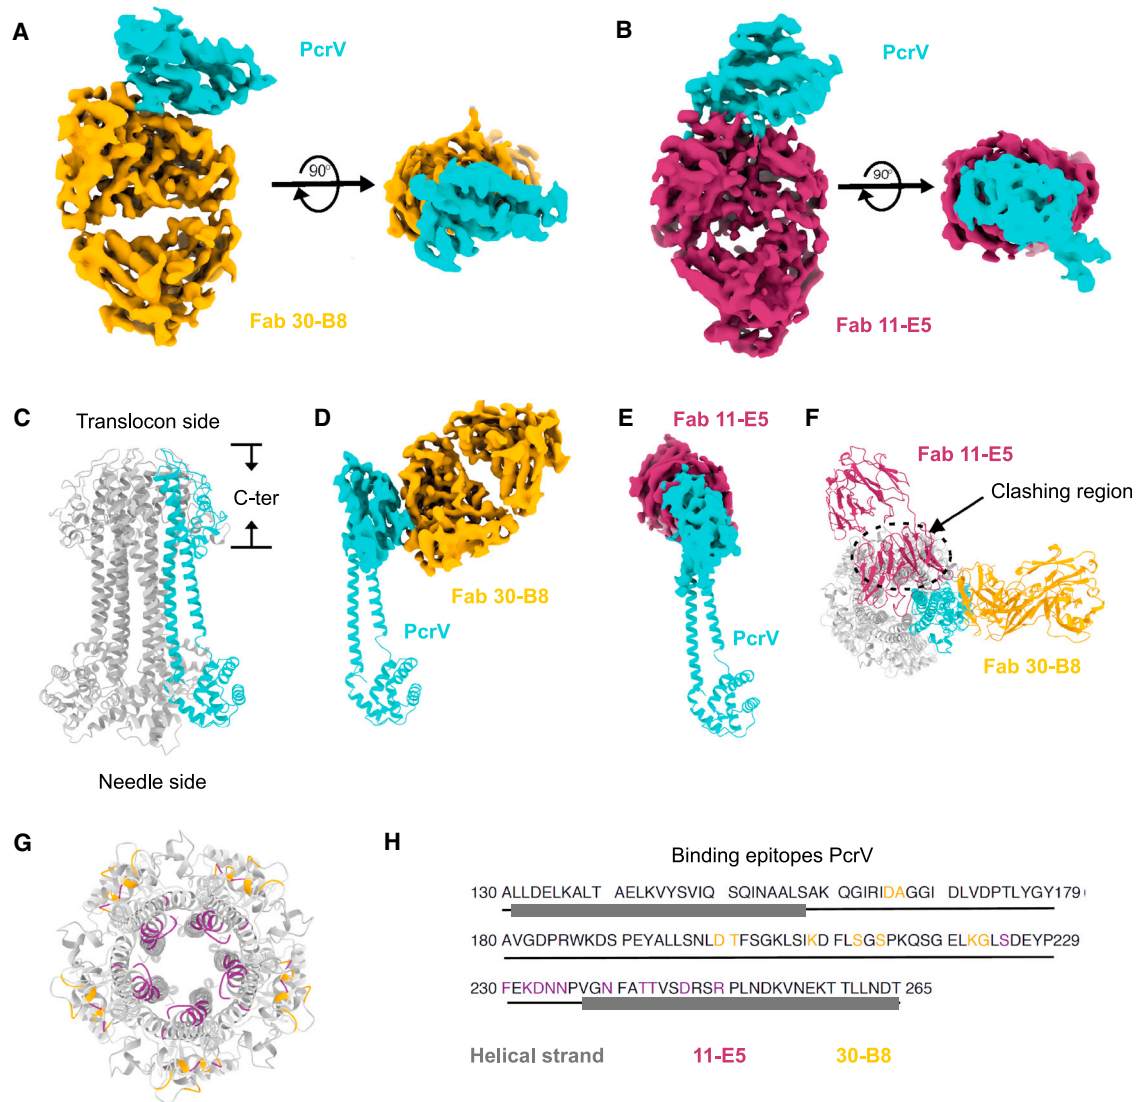 A
PcrV
90°
Fab 30-B8
B
PcrV
90°
Fab 11-E5
C
Translocon side
C-ter
Needle side
D
Fab 30-B8
PcrV
E
Fab 11-E5
PcrV
F
Fab 11-E5
Clashing region
Fab 30-B8
G
H
Binding epitopes PcrV
130 ALLDELKALT AELKVYSVIQ SQINAALSAK QGIRIDAGGI DLVDPTLYGY179
180 AVGDPRWKDS PEYALLSNLD TFSGKLSIKD FLSGSPKQSG ELKGLSDEYP229
230 FEKDNNPVGN FATTVSDRSR PLNDKVNEKT TLLNDT 265
Helical strand 11-E5 30-B8